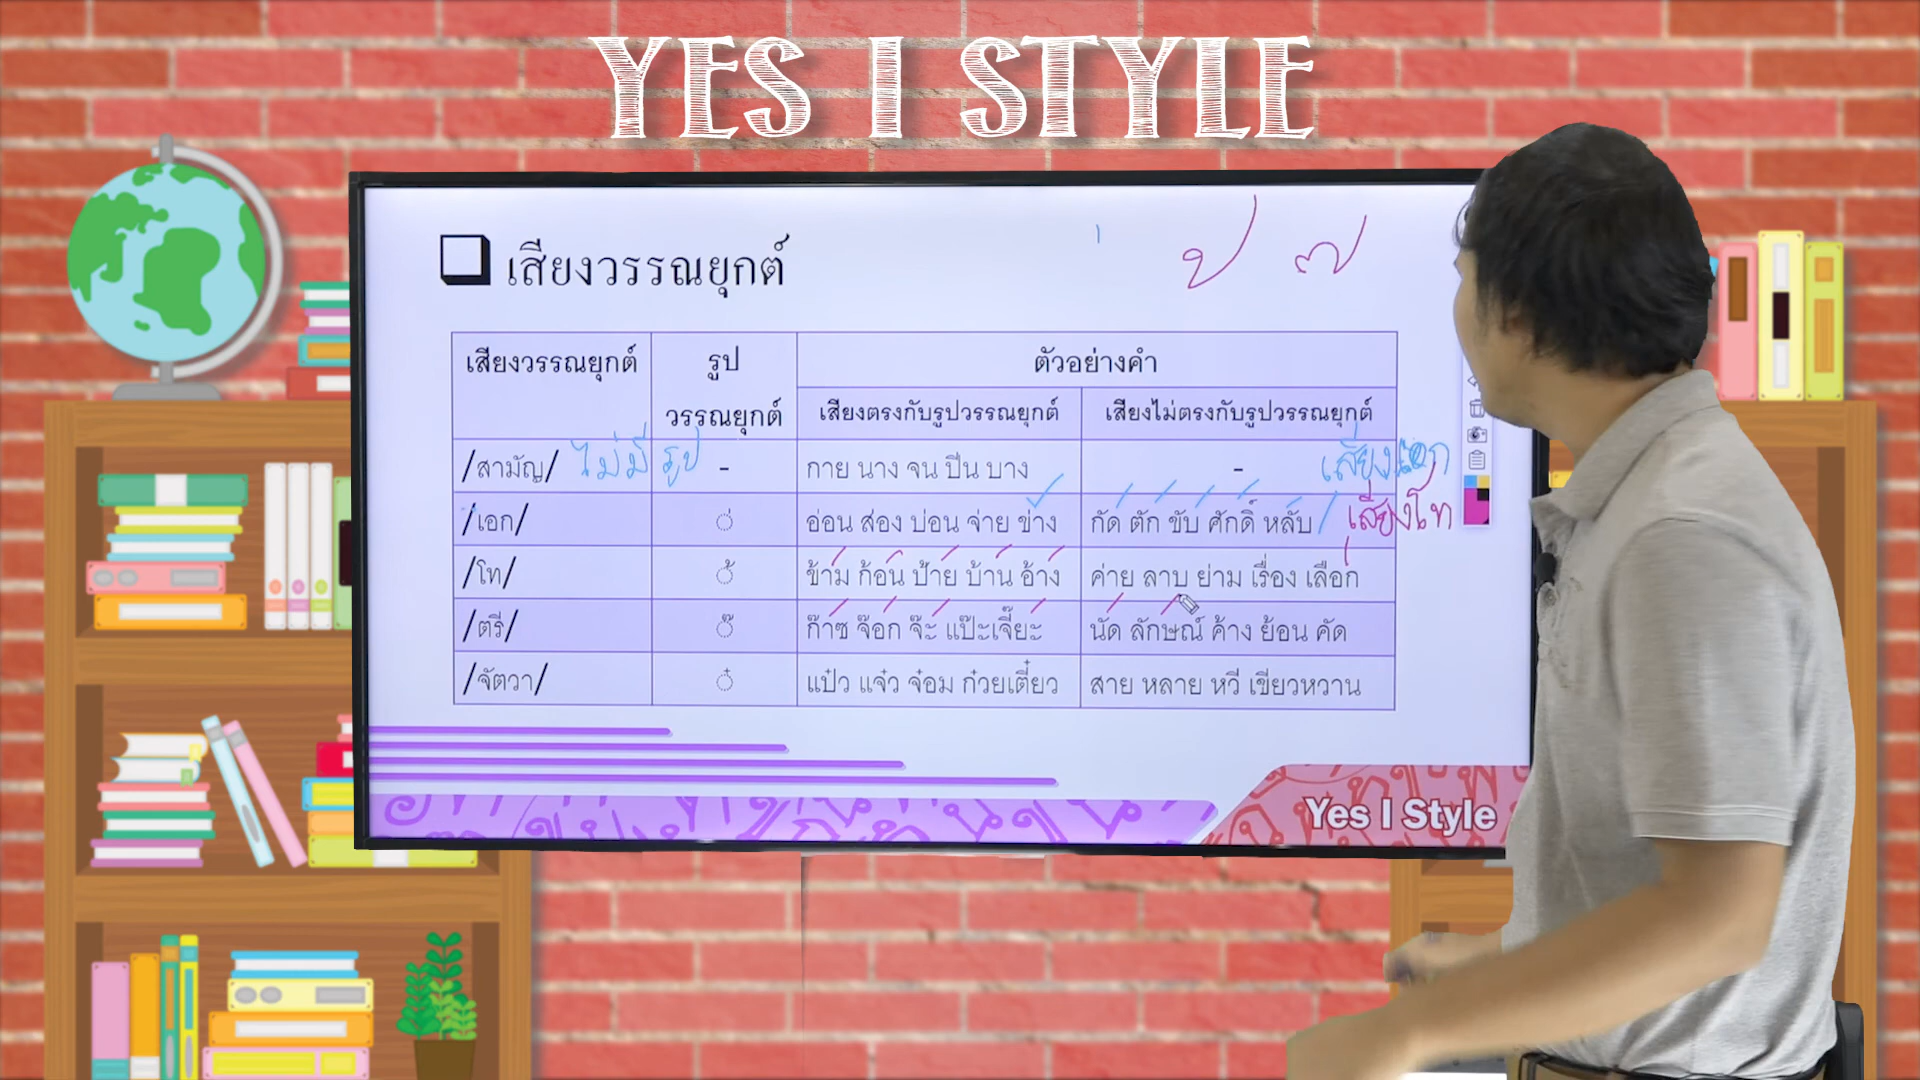 YES I STYLE
เสียงวรรณยุกต์
ป ๗
เสียงวรรณยุกต์ รูปวรรณยุกต์ ตัวอย่างคำ
เสียงตรงกับรูปวรรณยุกต์ เสียงไม่ตรงกับรูปวรรณยุกต์
/สามัญ/ ไม่มี รูป - กาย นาง จน ปีน บาง - เสียงเอก
/เอก/ ่ อ่อน ส่อง บ่อน จ่าย ข่าง กัด ตัก ขับ ศักดิ์ หลับ เสียงโท
/โท/ ้ ข้าม ก้อน ป้าย บ้าน อ้าง ค่าย ลาบ ย่าม เรื่อง เลือก
/ตรี/ ๊ ก๊าซ จ๊อก จ๊ะ แป๊ะเจี๊ยะ นัด ลักษณ์ ค้าง ย้อน คัด
/จัตวา/ ๋ แป๋ว แจ๋ว จ๋อม ก๋วยเตี๋ยว สาย หลาย หวี เขียวหวาน
Yes I Style